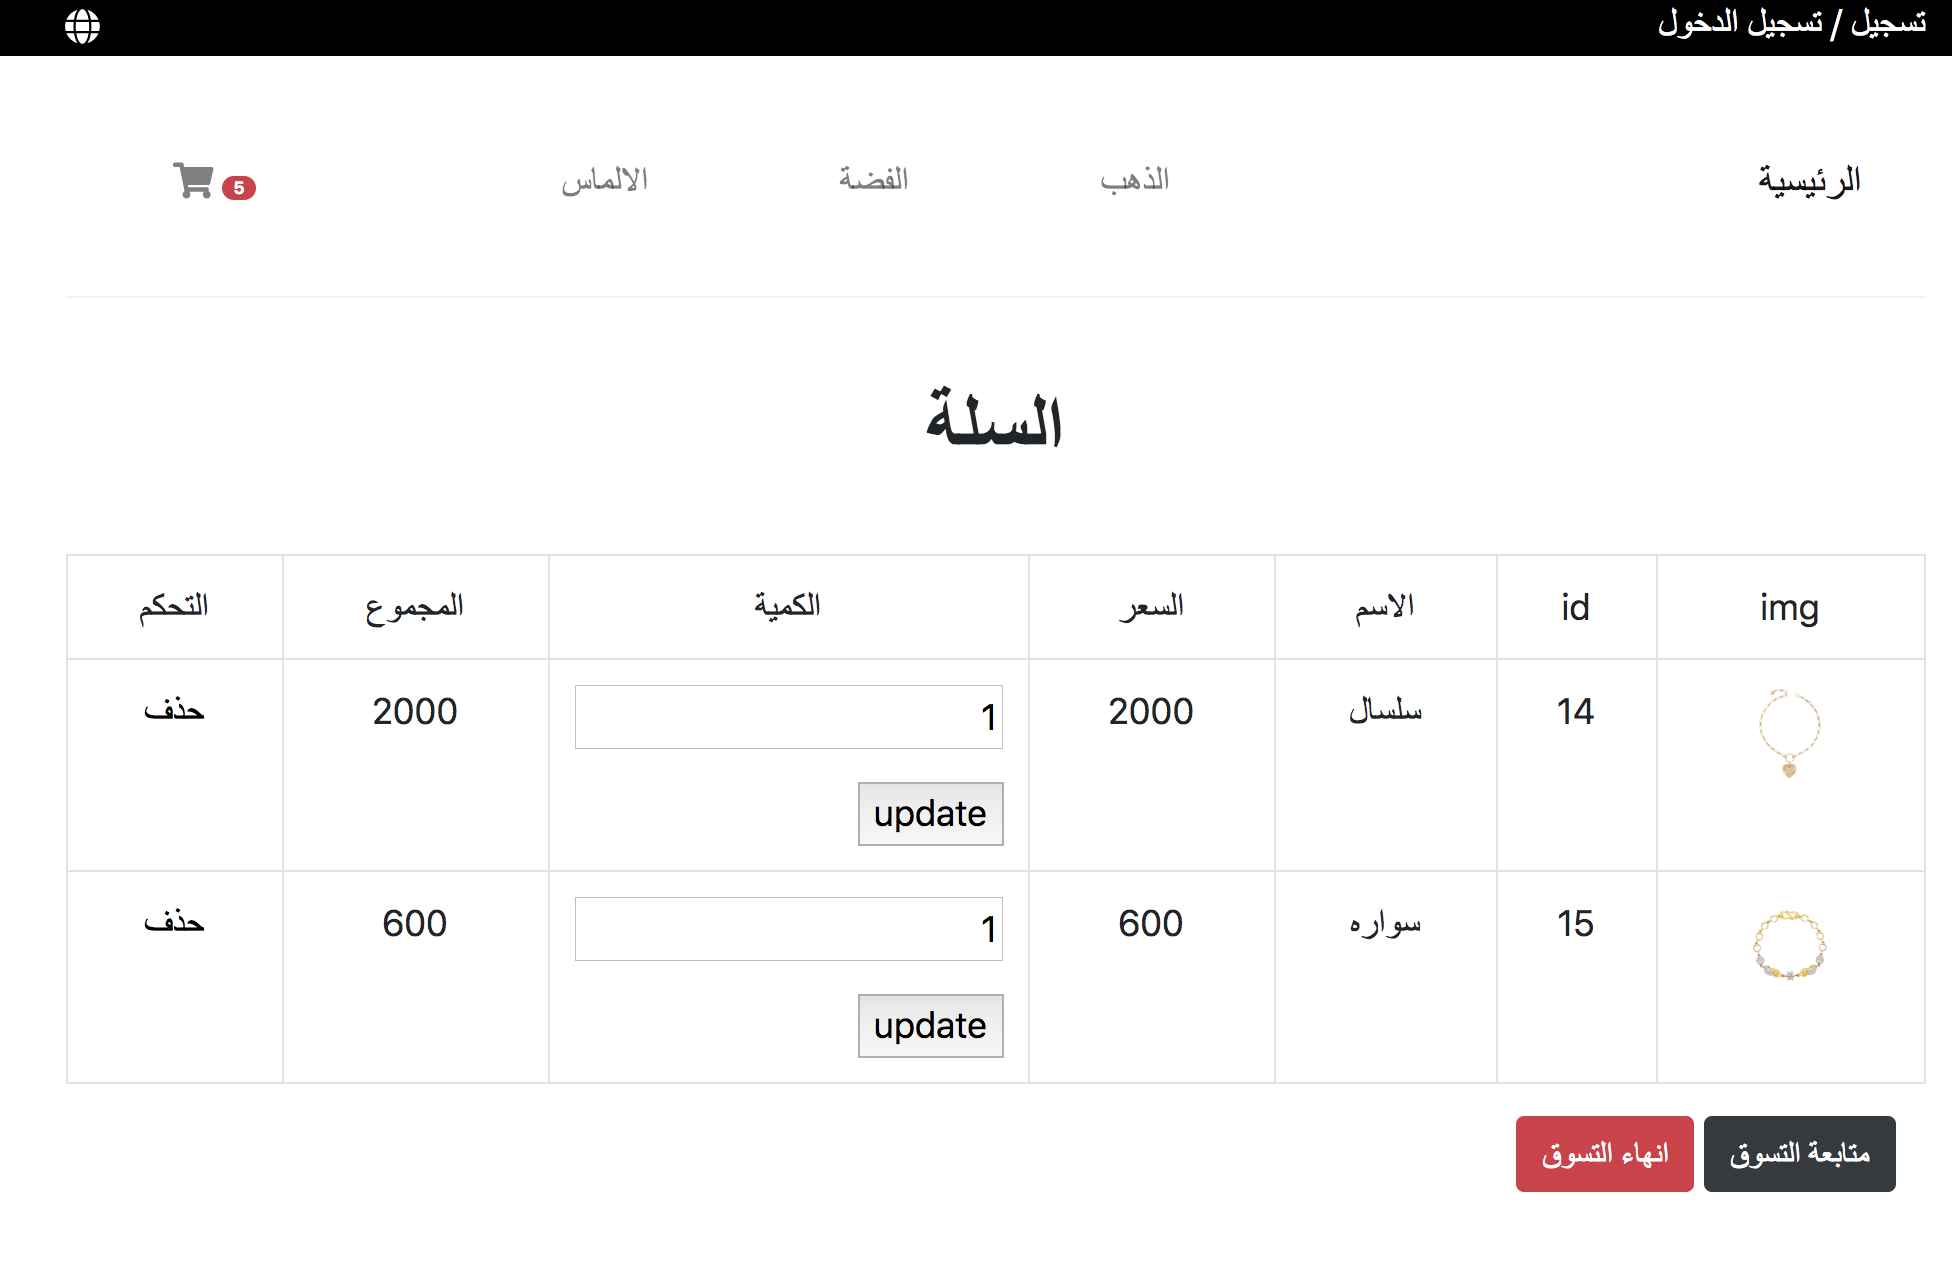 تسجيل / تسجيل الدخول
الرئيسية الذهب الفضة الالماس 5
السلة
img id الاسم السعر الكمية المجموع التحكم
14 سلسال 2000 1 2000 حذف
update
15 سواره 600 1 600 حذف
update
متابعة التسوق انهاء التسوق